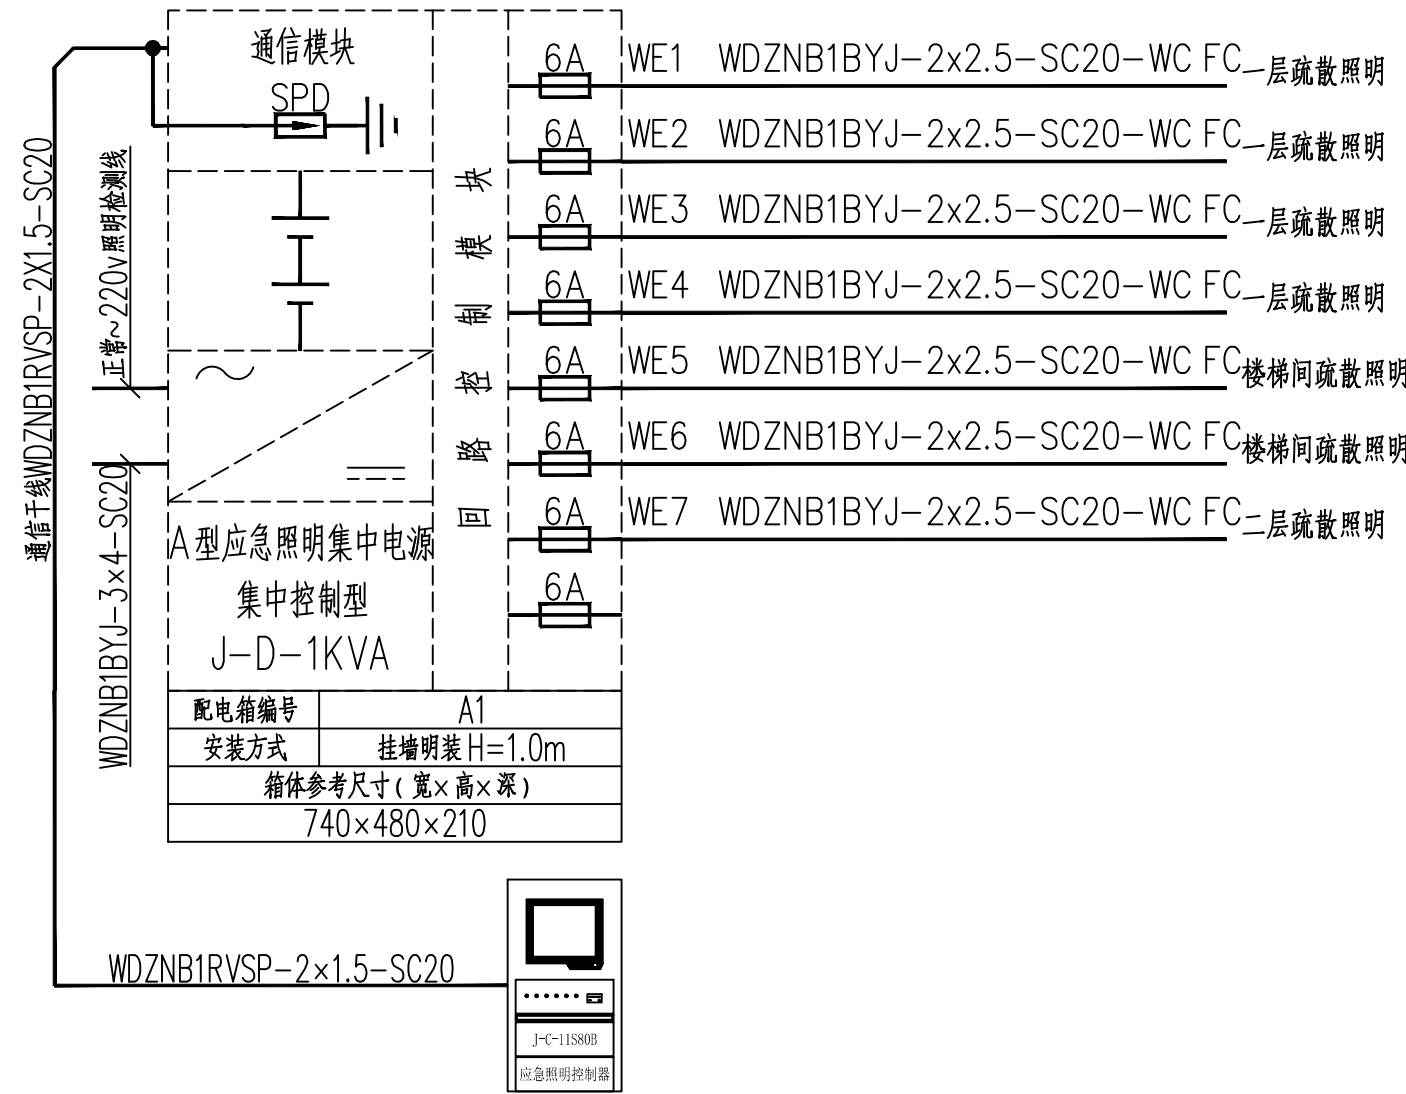 通信模块
SPD
通信干线WDZNB1RVSP-2X1.5-SC20
正常~220v照明检测线
WDZNB1BYJ-3×4-SC20
A型应急照明集中电源
集中控制型
J-D-1KVA
回路控制模块
6A WE1 WDZNB1BYJ-2x2.5-SC20-WC FC 一层疏散照明
6A WE2 WDZNB1BYJ-2x2.5-SC20-WC FC 一层疏散照明
6A WE3 WDZNB1BYJ-2x2.5-SC20-WC FC 一层疏散照明
6A WE4 WDZNB1BYJ-2x2.5-SC20-WC FC 一层疏散照明
6A WE5 WDZNB1BYJ-2x2.5-SC20-WC FC 楼梯间疏散照明
6A WE6 WDZNB1BYJ-2x2.5-SC20-WC FC 楼梯间疏散照明
6A WE7 WDZNB1BYJ-2x2.5-SC20-WC FC 二层疏散照明
6A
配电箱编号 A1
安装方式 挂墙明装H=1.0m
箱体参考尺寸(宽×高×深)
740×480×210
WDZNB1RVSP-2×1.5-SC20
J-C-11S80B
应急照明控制器